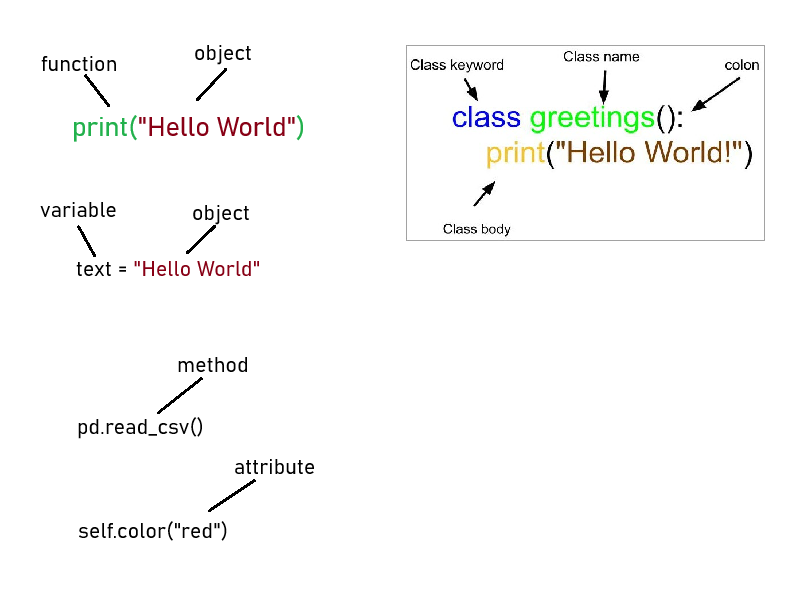 function
object
print("Hello World")
variable
object
text = "Hello World"
method
pd.read_csv()
attribute
self.color("red")
Class keyword
Class name
colon
class greetings():
print("Hello World!")
Class body